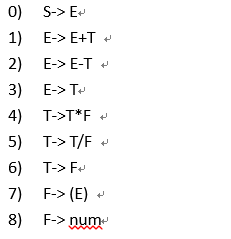 0) S-> E
1) E-> E+T
2) E-> E-T
3) E-> T
4) T->T*F
5) T-> T/F
6) T-> F
7) F-> (E)
8) F-> num